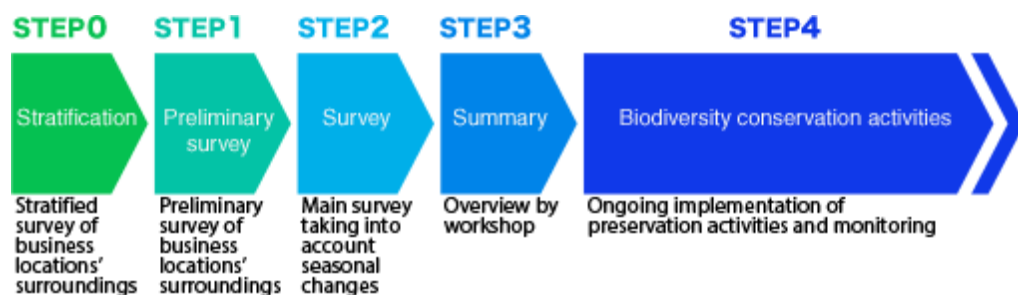 STEP0
STEP1
STEP2
STEP3
STEP4
Stratification
Preliminary
survey
Survey
Summary
Biodiversity conservation activities
Stratified
survey of
business
locations’
surroundings
Preliminary
survey of
business
locations’
surroundings
Main survey
taking into
account
seasonal
changes
Overview by
workshop
Ongoing implementation of
preservation activities and monitoring